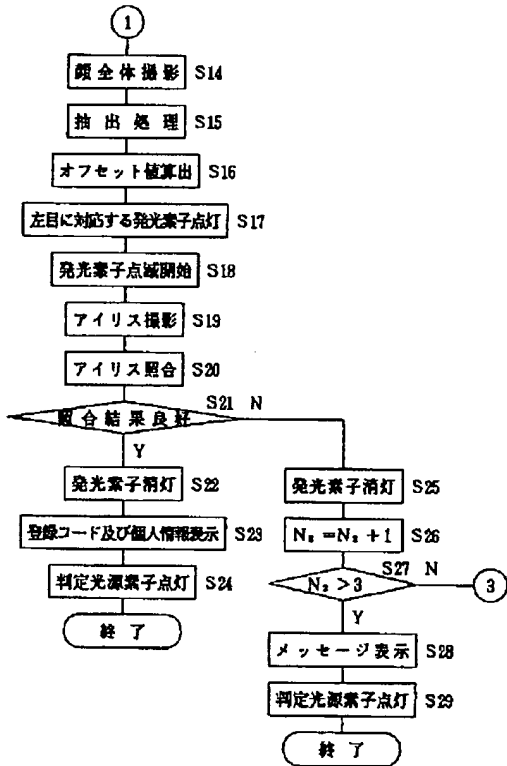 1
顔全体撮影 S14
抽出処理 S15
オフセット値算出 S16
左目に対応する発光素子点灯 S17
発光素子点滅開始 S18
アイリス撮影 S19
アイリス照合 S20
照合結果良好 S21 N
Y
発光素子消灯 S22
登録コード及び個人情報表示 S23
判定光源素子点灯 S24
終了
発光素子消灯 S25
N₂=N₂+1 S26
N₂>3 S27 N
3
Y
メッセージ表示 S28
判定光源素子点灯 S29
終了